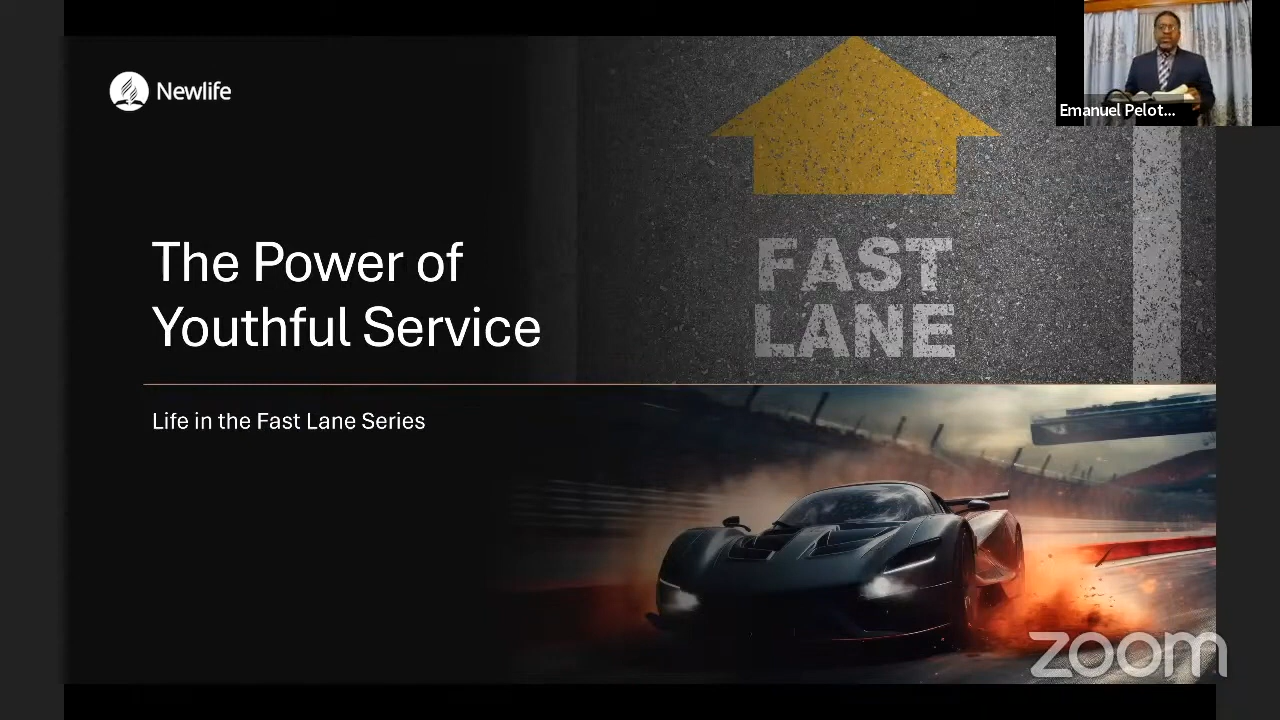 Newlife
Emanuel Pelot...
FAST
LANE
The Power of
Youthful Service
Life in the Fast Lane Series
zoom